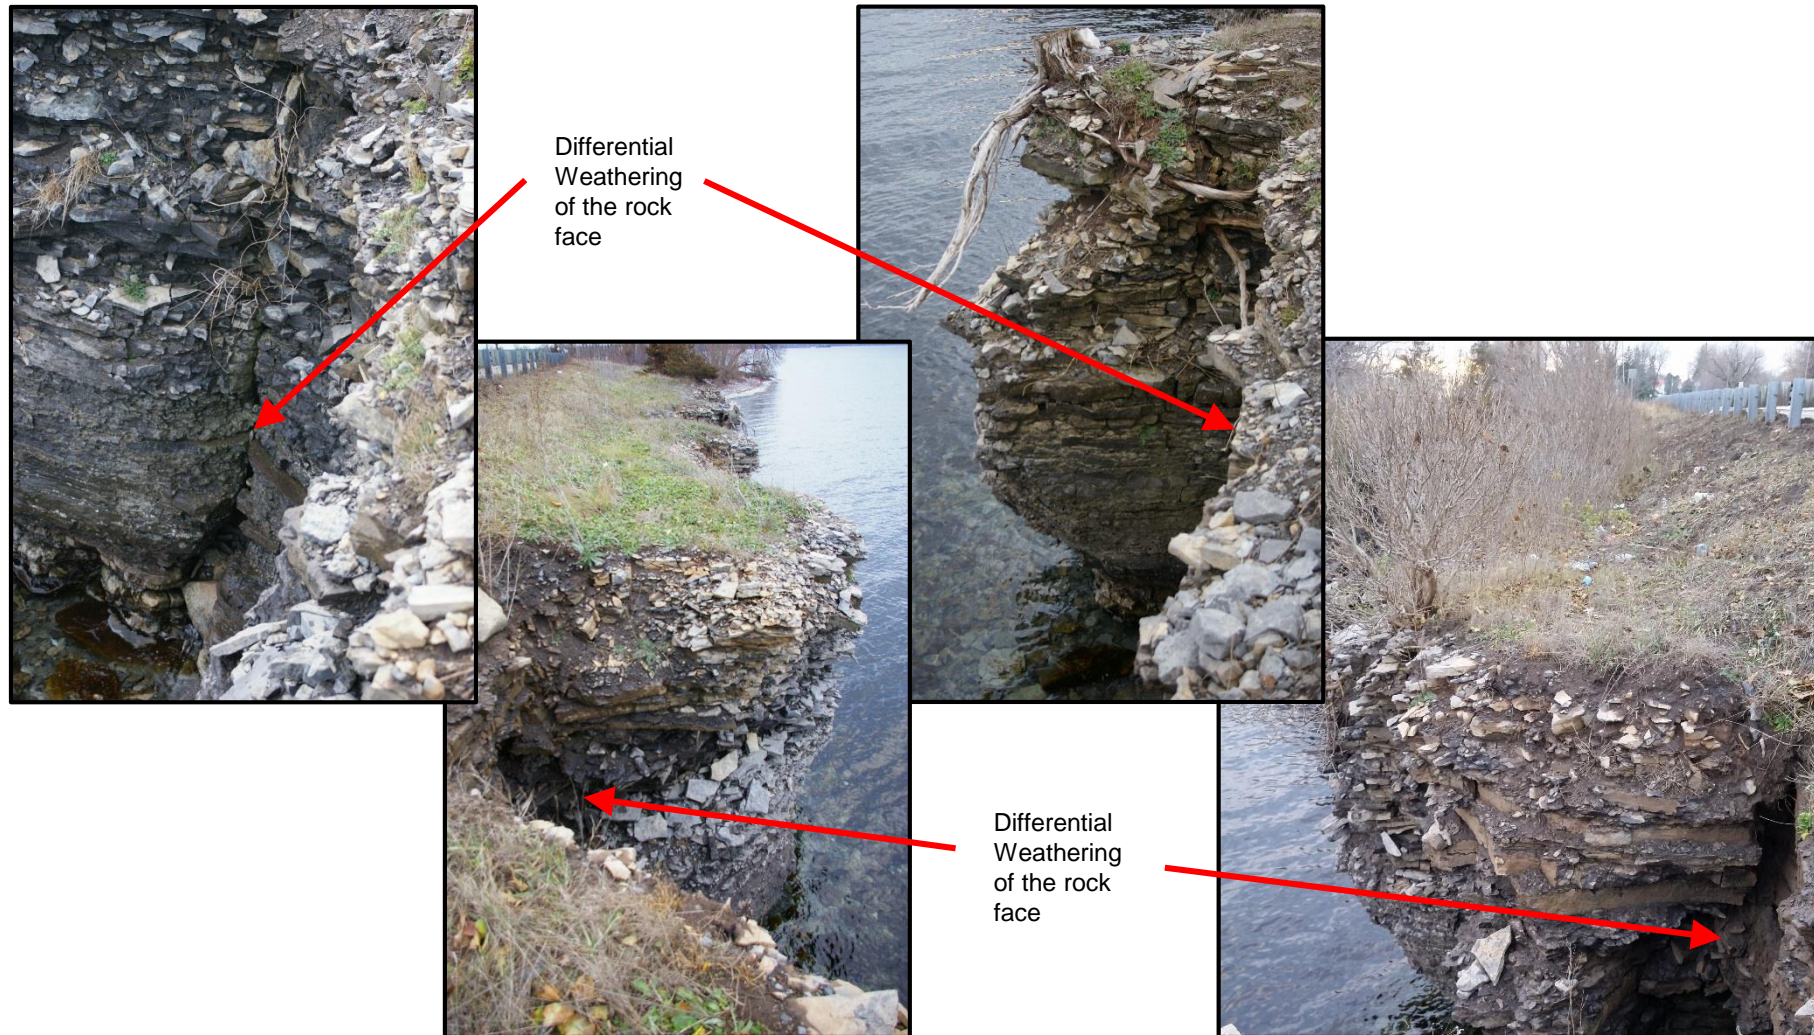 Differential
Weathering
of the rock
face
Differential
Weathering
of the rock
face